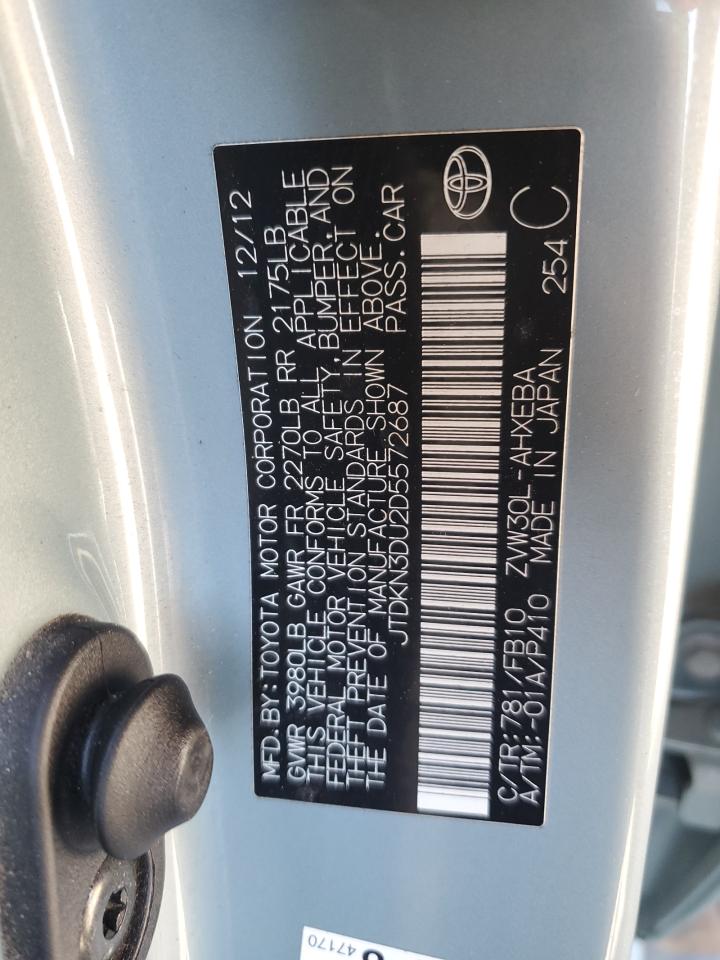 MFD.BY:TOYOTA MOTOR CORPORATION 12/12
GVWR 3980LB GAWR FR 2270LB RR 2175LB
THIS VEHICLE CONFORMS TO ALL APPLICABLE
FEDERAL MOTOR VEHICLE SAFETY,BUMPER,AND
THEFT PREVENTION STANDARDS IN EFFECT ON
THE DATE OF MANUFACTURE SHOWN ABOVE.
JTDKN3DU2D5572687 PASS.CAR
C/TR:781/FB10 ZVW30L-AHXEBA
A/TM:-01A/P410 MADE IN JAPAN 254 C
47170